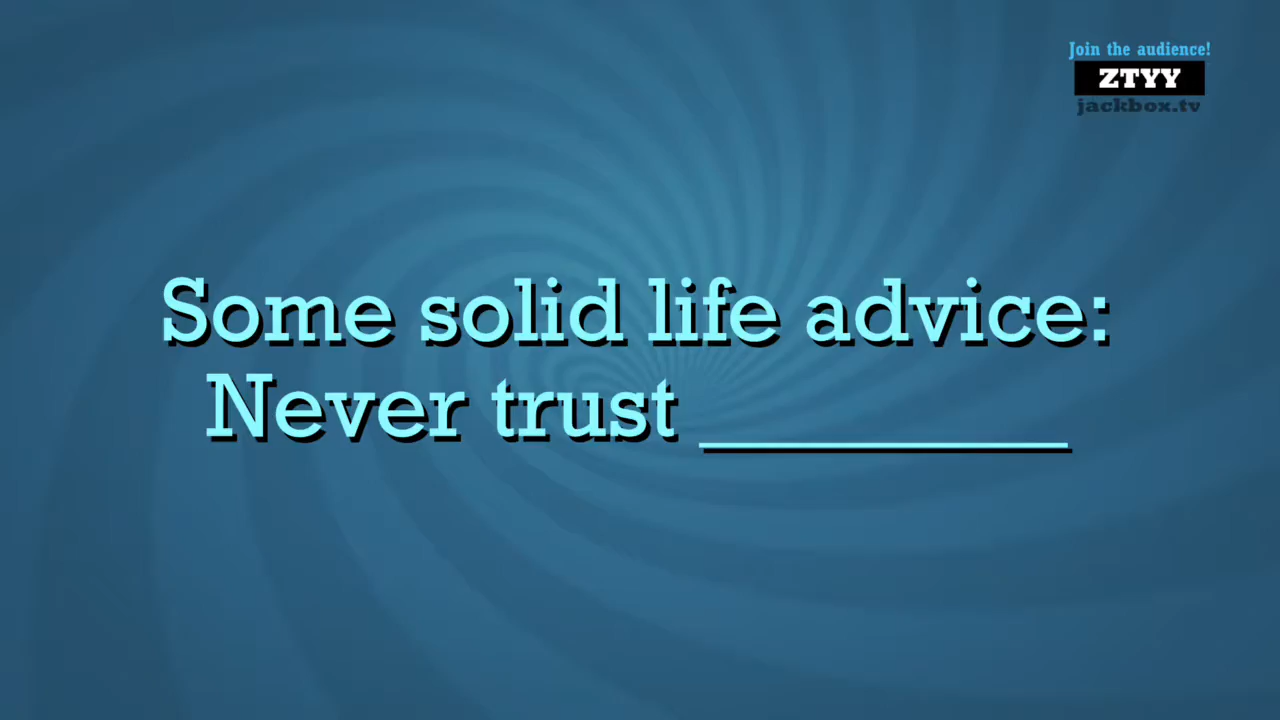 Join the audience!
ZTYY
jackbox.tv
Some solid life advice:
Never trust ________